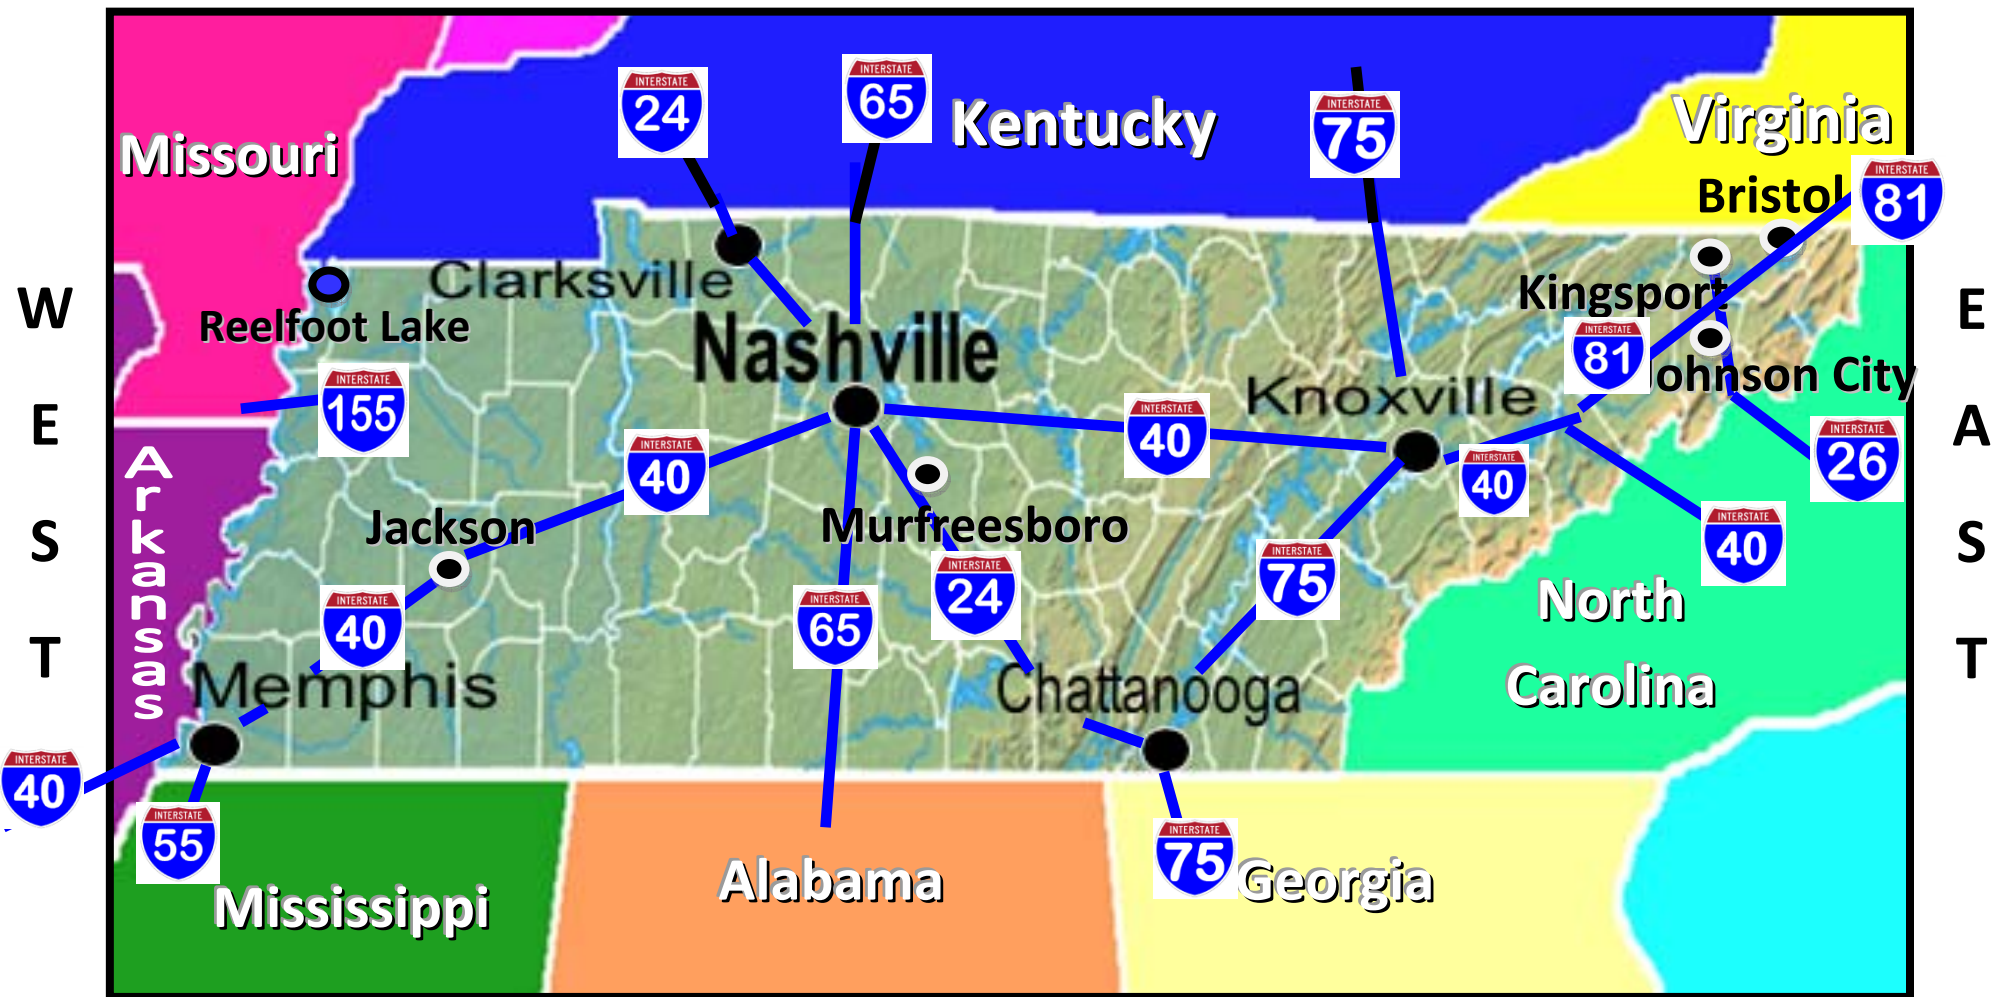 INTERSTATE
24
INTERSTATE
65
Kentucky
INTERSTATE
75
Virginia
Missouri
Bristol
INTERSTATE
81
Clarksville
Kingsport
Reelfoot Lake
Nashville
INTERSTATE
81
Johnson City
INTERSTATE
155
Knoxville
INTERSTATE
40
INTERSTATE
40
INTERSTATE
40
INTERSTATE
26
Arkansas
Jackson
Murfreesboro
INTERSTATE
40
INTERSTATE
24
INTERSTATE
75
INTERSTATE
40
INTERSTATE
65
North
Carolina
Memphis
Chattanooga
INTERSTATE
40
INTERSTATE
55
INTERSTATE
75
Mississippi
Alabama
Georgia
W
E
S
T
E
A
S
T